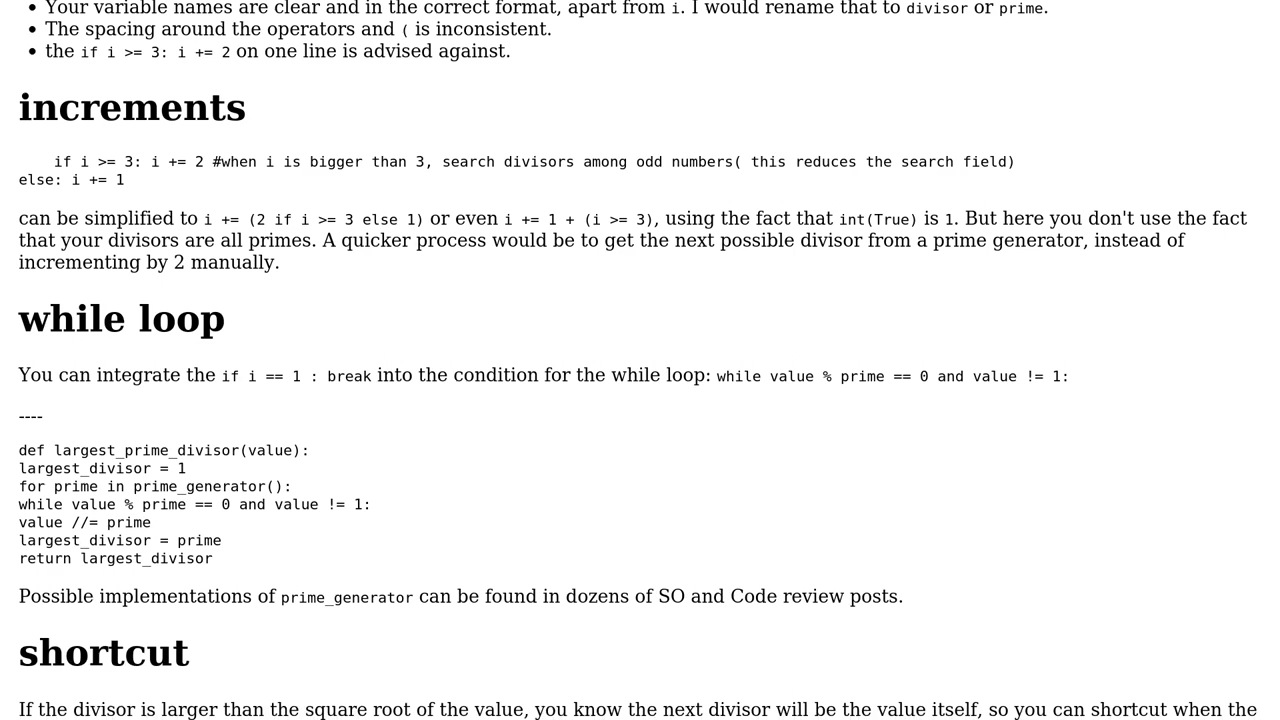 • Your variable names are clear and in the correct format, apart from i. I would rename that to divisor or prime.
• The spacing around the operators and ( is inconsistent.
• the if i >= 3: i += 2 on one line is advised against.
increments
if i >= 3: i += 2 #when i is bigger than 3, search divisors among odd numbers( this reduces the search field)
else: i += 1
can be simplified to i += (2 if i >= 3 else 1) or even i += 1 + (i >= 3), using the fact that int(True) is 1. But here you don't use the fact
that your divisors are all primes. A quicker process would be to get the next possible divisor from a prime generator, instead of
incrementing by 2 manually.
while loop
You can integrate the if i == 1 : break into the condition for the while loop: while value % prime == 0 and value != 1:
----
def largest_prime_divisor(value):
largest_divisor = 1
for prime in prime_generator():
while value % prime == 0 and value != 1:
value //= prime
largest_divisor = prime
return largest_divisor
Possible implementations of prime_generator can be found in dozens of SO and Code review posts.
shortcut
If the divisor is larger than the square root of the value, you know the next divisor will be the value itself, so you can shortcut when the